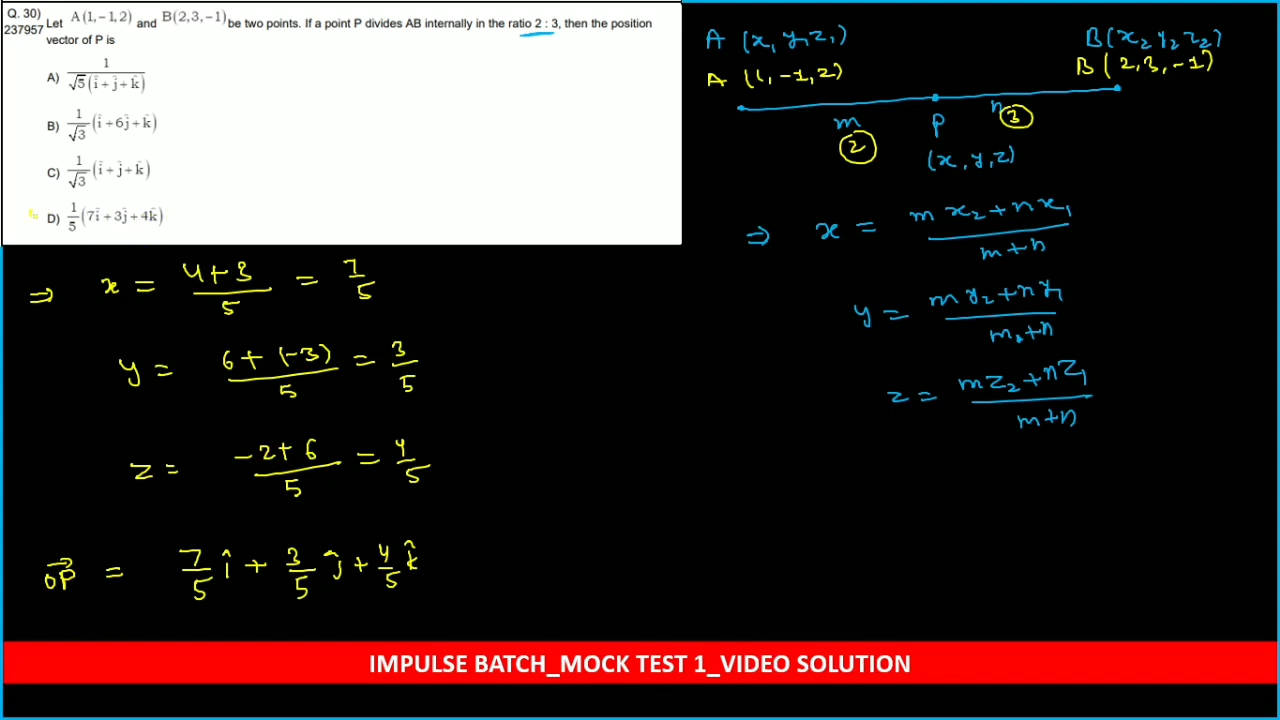 Q. 30)
237957
Let A(1,−1,2) and B(2,3,−1) be two points. If a point P divides AB internally in the ratio 2 : 3, then the position
vector of P is
A) 1/√5(î+ĵ+k̂)
B) 1/√3 (î+6ĵ+k̂)
C) 1/√3 (î+ĵ+k̂)
D) 1/5 (7î+3ĵ+4k̂)
A (x₁ y₁ z₁) B(x₂ y₂ z₂)
A (1, -1, 2) B(2, 3, -1)
m P n
2 3
(x, y, z)
⇒ x = (m x₂ + n x₁)/(m+n)
y = (m y₂ + n y₁)/(m+n)
z = (m z₂ + n z₁)/(m+n)
⇒ x = (4+3)/5 = 7/5
y = (6+(-3))/5 = 3/5
z = (-2+6)/5 = 4/5
OP⃗ = 7/5 î + 3/5 ĵ + 4/5 k̂
IMPULSE BATCH_MOCK TEST 1_VIDEO SOLUTION